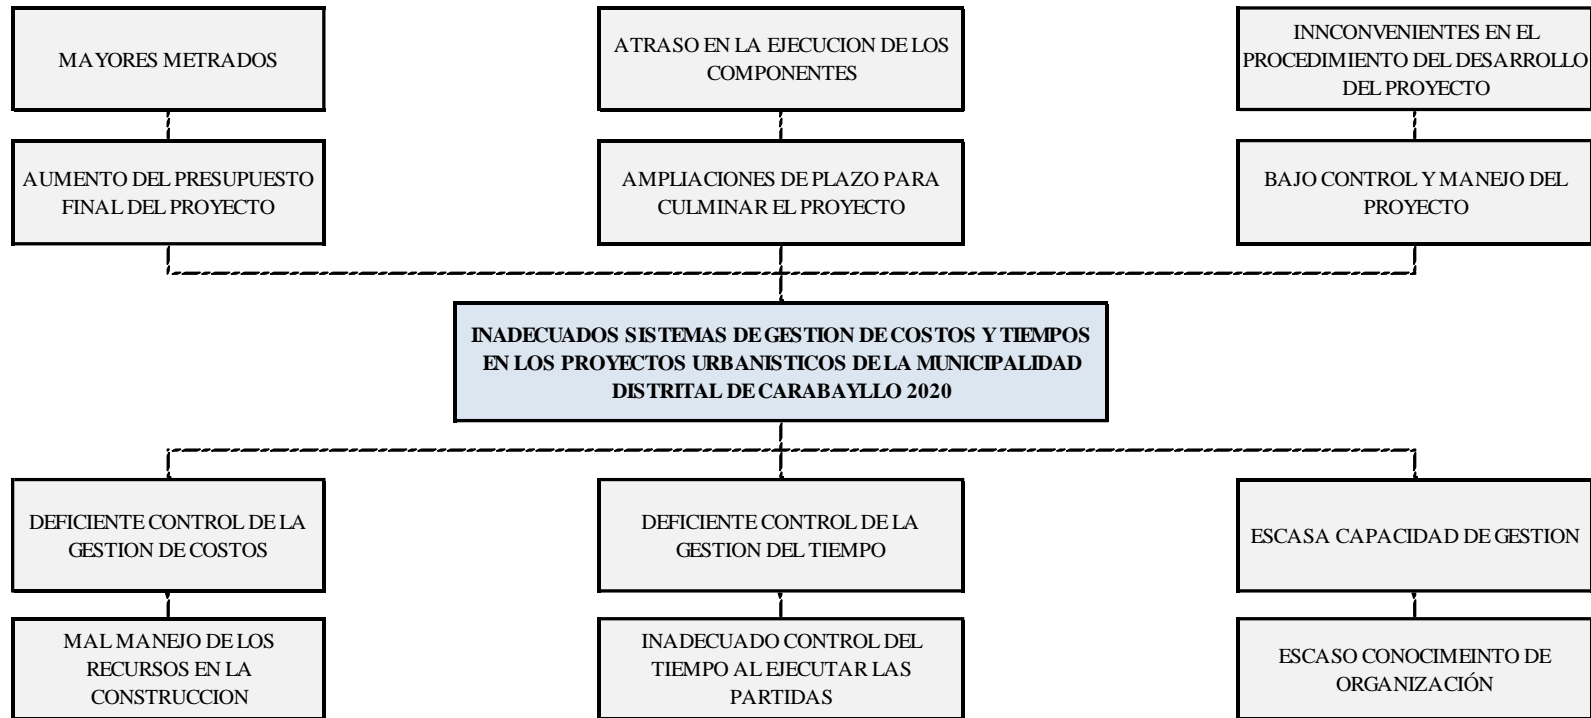 MAYORES METRADOS
ATRASO EN LA EJECUCION DE LOS
COMPONENTES
INNCONVENIENTES EN EL
PROCEDIMIENTO DEL DESARROLLO
DEL PROYECTO
AUMENTO DEL PRESUPUESTO
FINAL DEL PROYECTO
AMPLIACIONES DE PLAZO PARA
CULMINAR EL PROYECTO
BAJO CONTROL Y MANEJO DEL
PROYECTO
INADECUADOS SISTEMAS DE GESTION DE COSTOS Y TIEMPOS
EN LOS PROYECTOS URBANISTICOS DE LA MUNICIPALIDAD
DISTRITAL DE CARABAYLLO 2020
DEFICIENTE CONTROL DE LA
GESTION DE COSTOS
DEFICIENTE CONTROL DE LA
GESTION DEL TIEMPO
ESCASA CAPACIDAD DE GESTION
MAL MANEJO DE LOS
RECURSOS EN LA
CONSTRUCCION
INADECUADO CONTROL DEL
TIEMPO AL EJECUTAR LAS
PARTIDAS
ESCASO CONOCIMEINTO DE
ORGANIZACIÓN